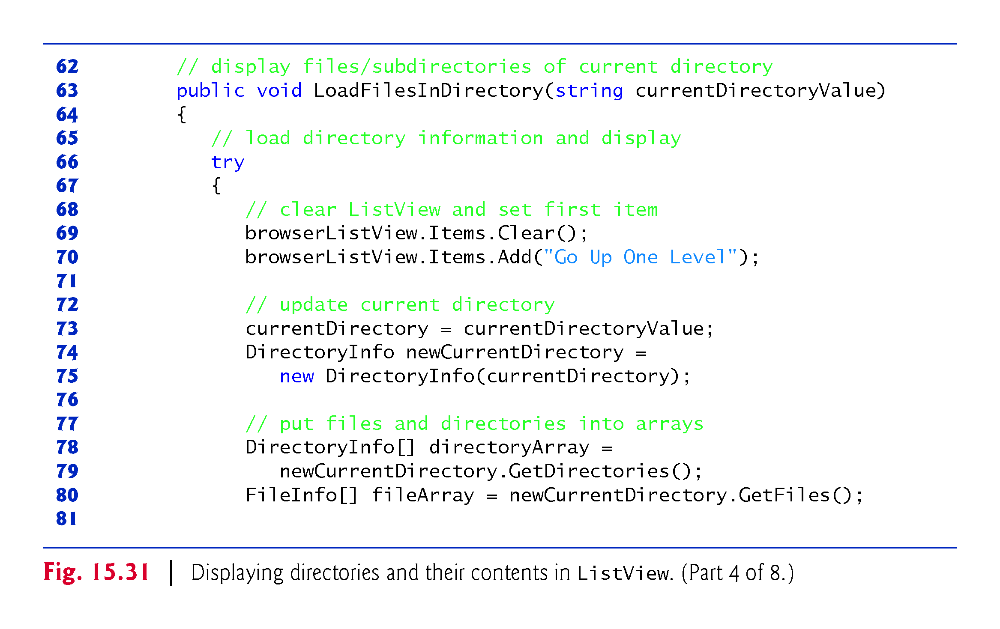 62 // display files/subdirectories of current directory
63 public void LoadFilesInDirectory(string currentDirectoryValue)
64 {
65 // load directory information and display
66 try
67 {
68 // clear ListView and set first item
69 browserListView.Items.Clear();
70 browserListView.Items.Add("Go Up One Level");
71
72 // update current directory
73 currentDirectory = currentDirectoryValue;
74 DirectoryInfo newCurrentDirectory =
75 new DirectoryInfo(currentDirectory);
76
77 // put files and directories into arrays
78 DirectoryInfo[] directoryArray =
79 newCurrentDirectory.GetDirectories();
80 FileInfo[] fileArray = newCurrentDirectory.GetFiles();
81
Fig. 15.31 | Displaying directories and their contents in ListView. (Part 4 of 8.)